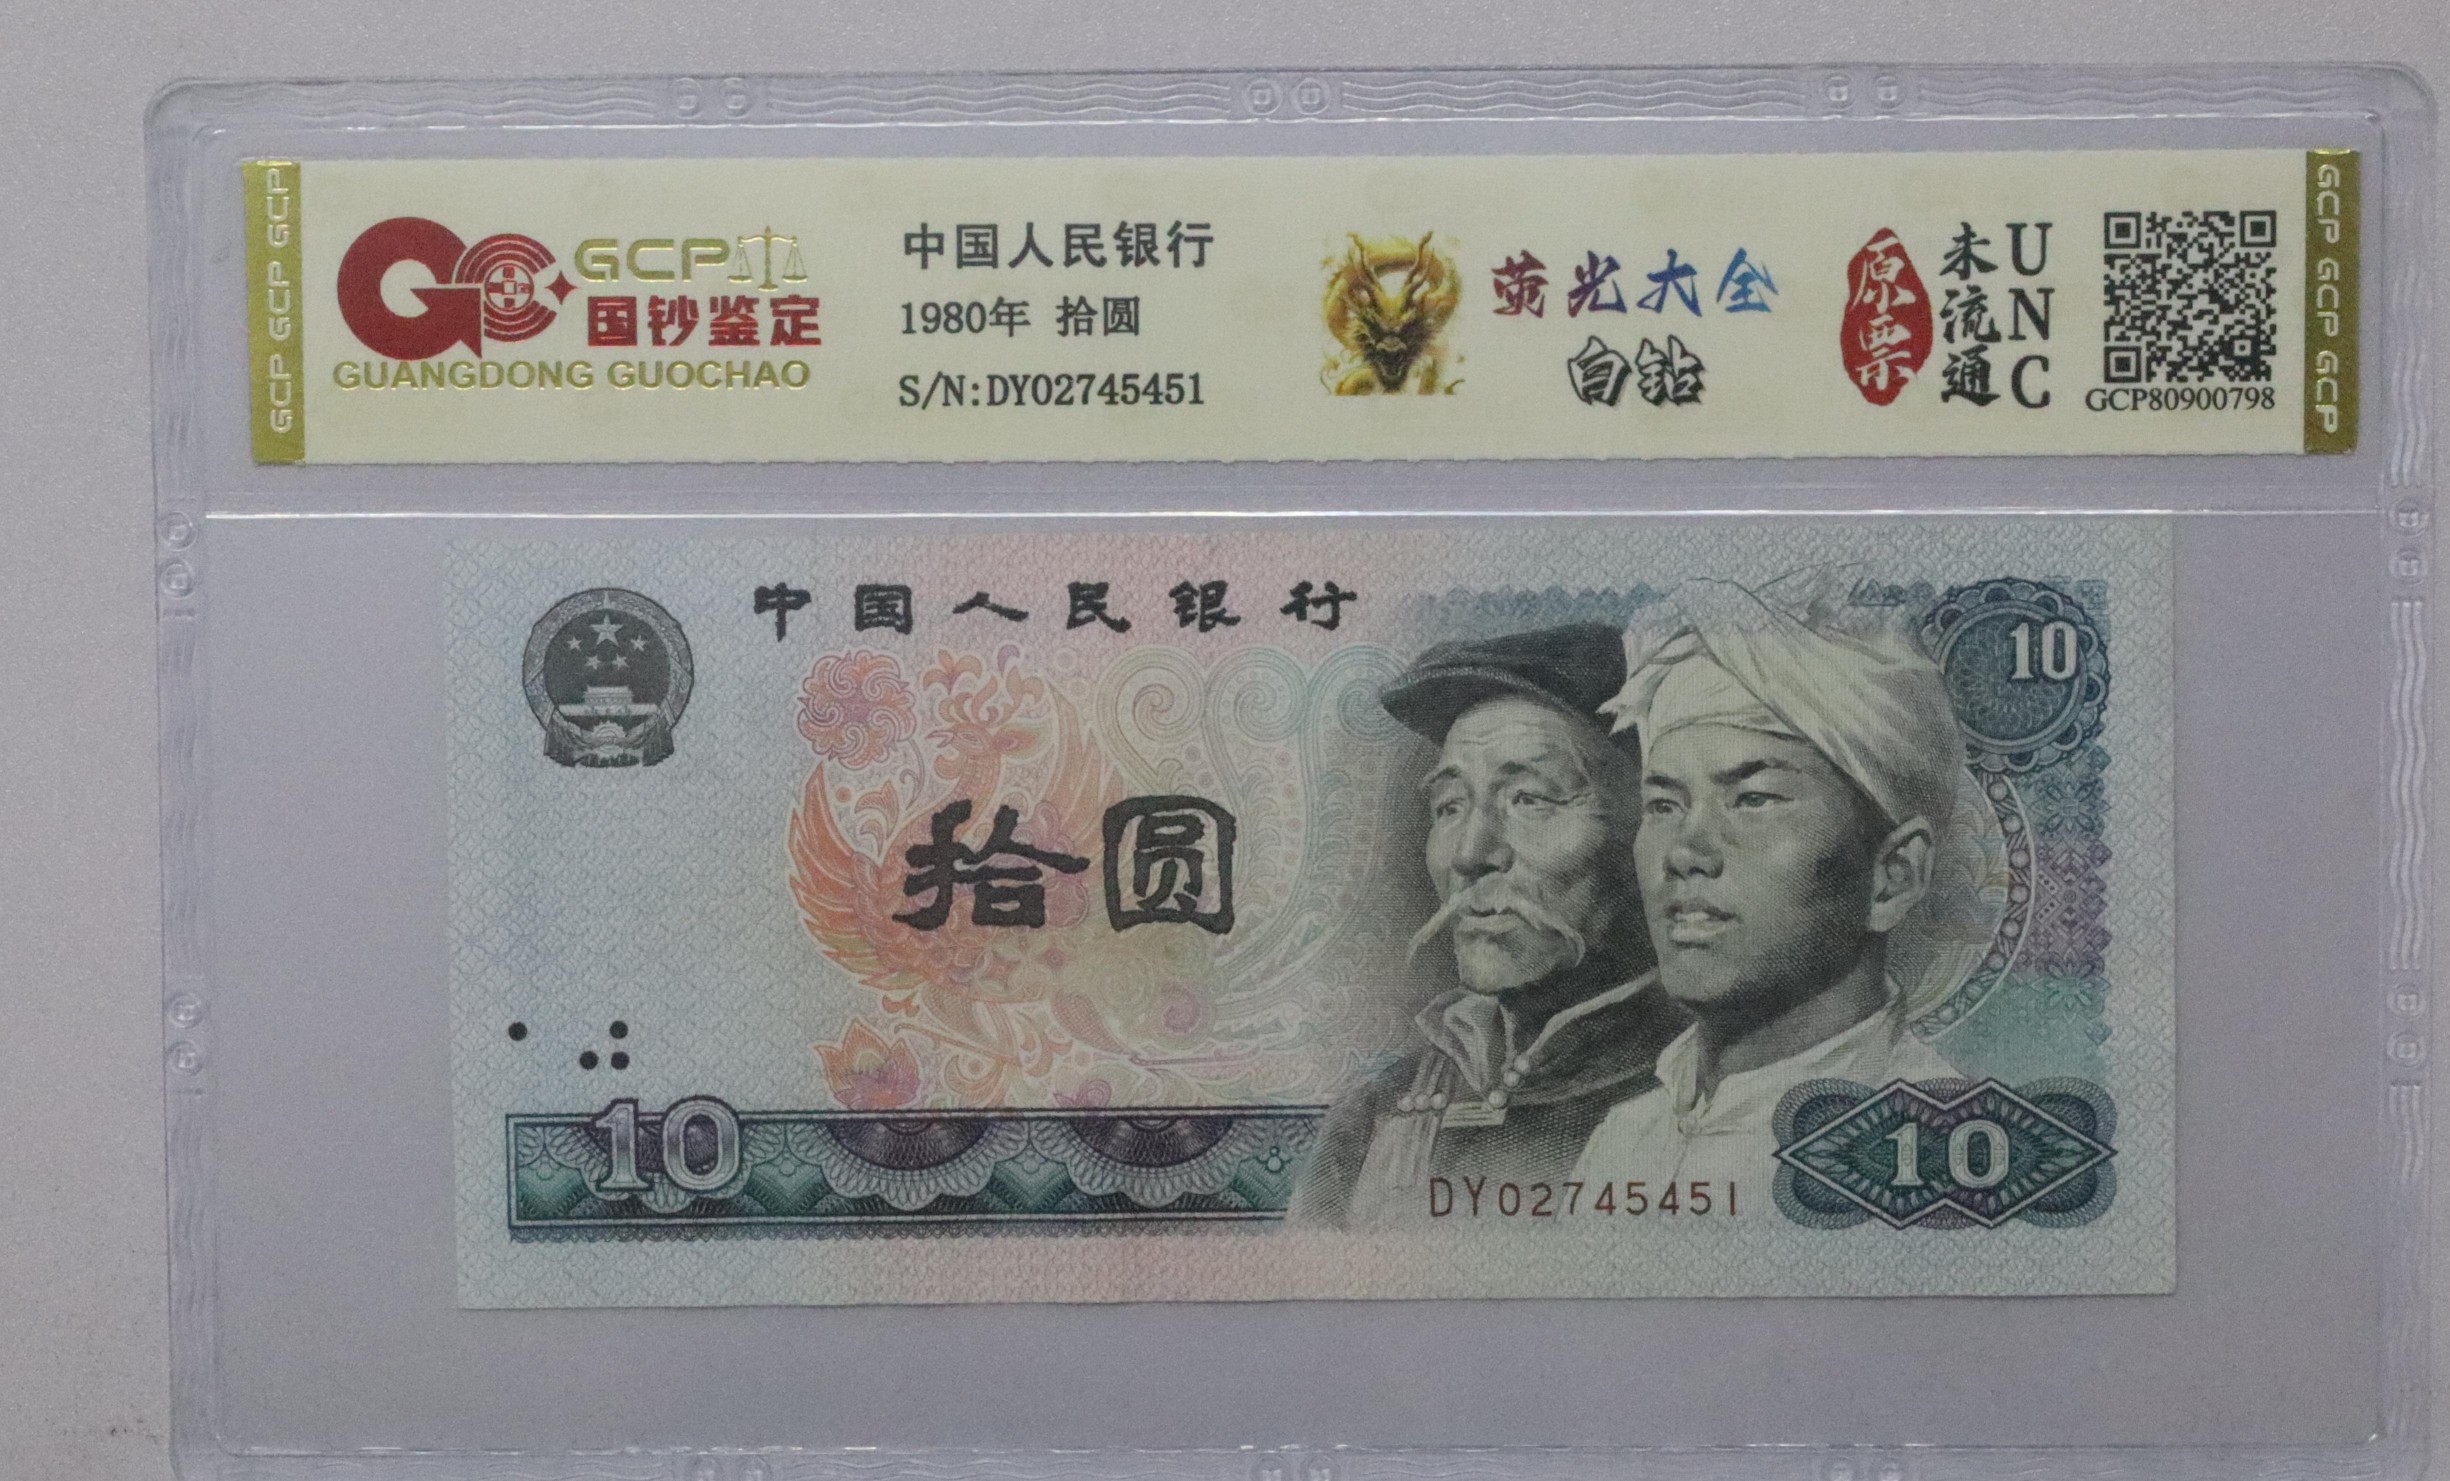 GCP GCP GCP
GCP
国钞鉴定
GUANGDONG GUOCHAO
中国人民银行
1980年 拾圆
S/N:DY02745451
荧光大全
白钻
原票
未流通
UNC
GCP80900798
GCP GCP GCP
中国人民银行
10
拾圆
10
DY02745451
10